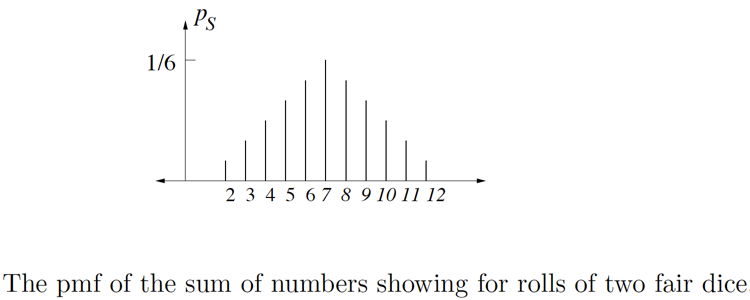 pS
1/6
2 3 4 5 6 7 8 9 10 11 12
The pmf of the sum of numbers showing for rolls of two fair dice